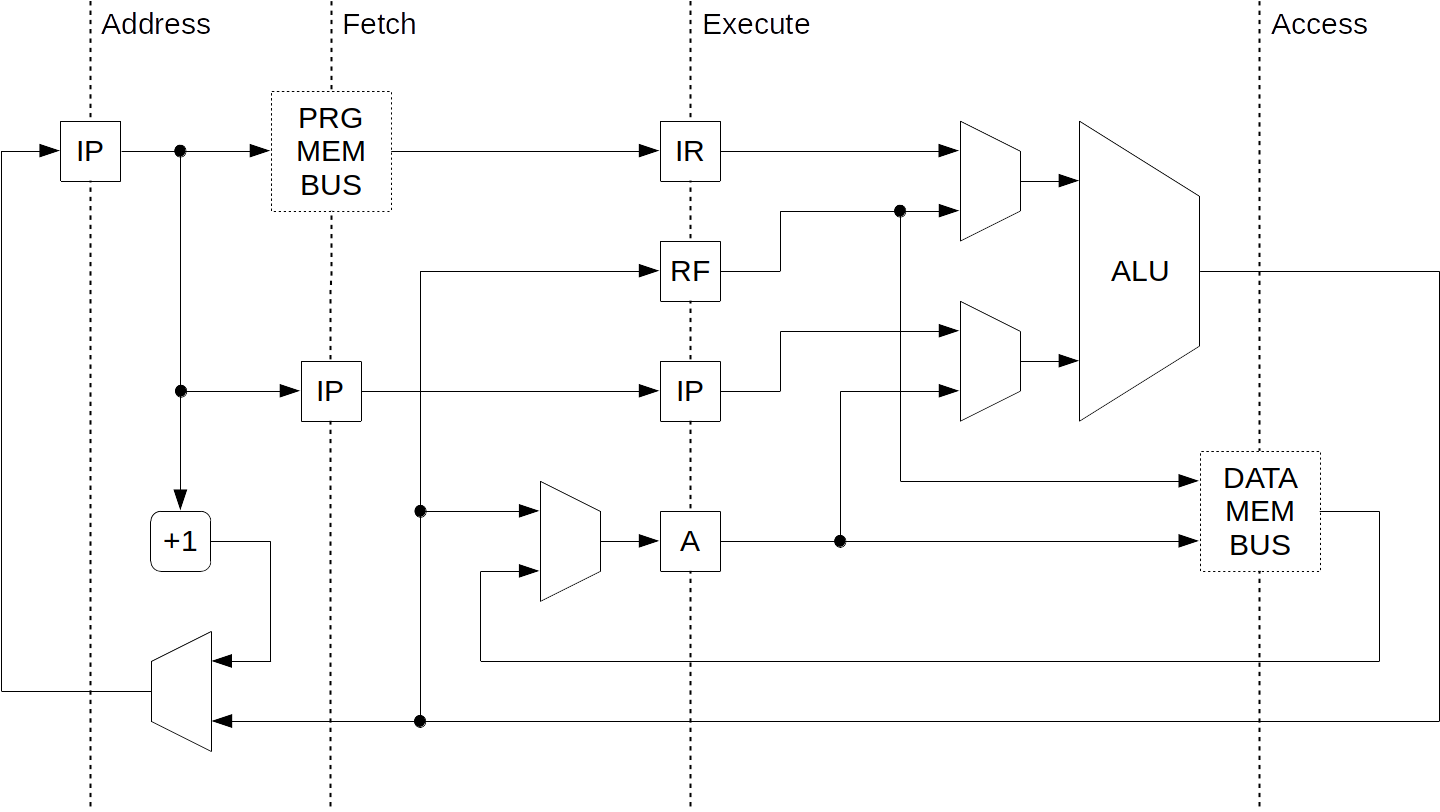 Address
Fetch
Execute
Access
IP
PRG
MEM
BUS
IR
RF
ALU
IP
IP
+1
A
DATA
MEM
BUS